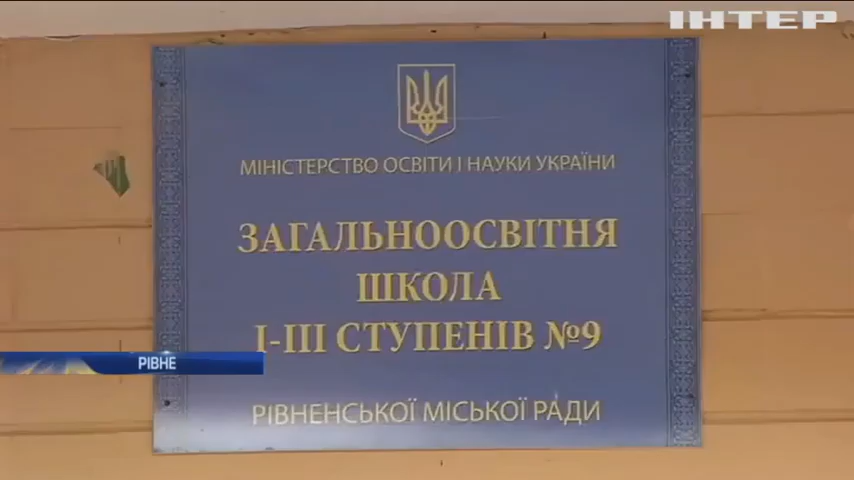 ІНТЕР
МІНІСТЕРСТВО ОСВІТИ І НАУКИ УКРАЇНИ
ЗАГАЛЬНООСВІТНЯ
ШКОЛА
І-ІІІ СТУПЕНІВ №9
РІВНЕ
РІВНЕНСЬКОЇ МІСЬКОЇ РАДИ